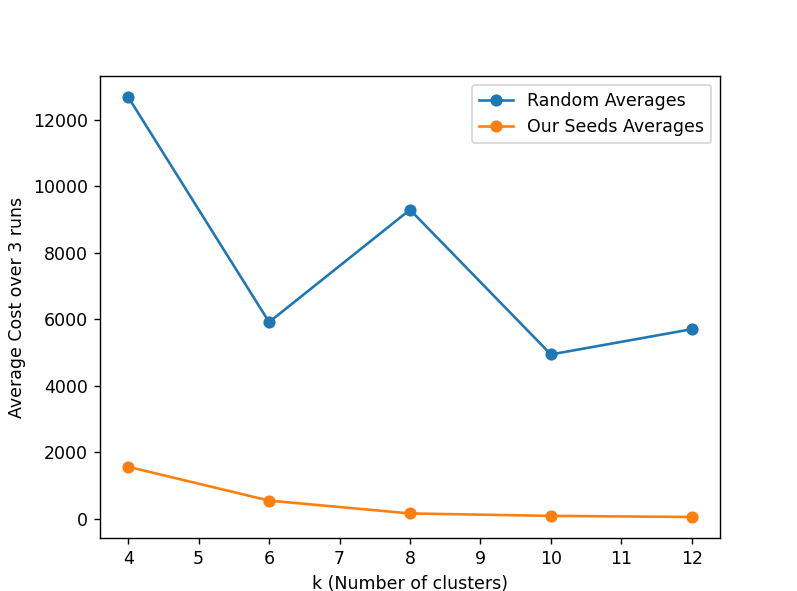 Random Averages
Our Seeds Averages
12000
10000
8000
6000
4000
2000
0
Average Cost over 3 runs
4 5 6 7 8 9 10 11 12
k (Number of clusters)